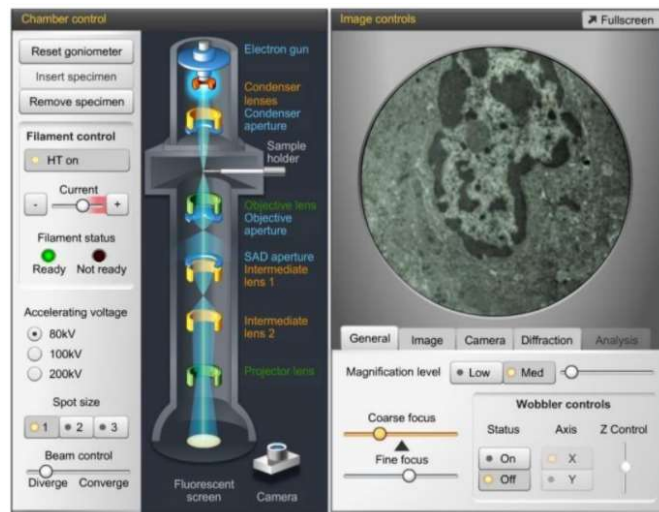 Chamber control
Reset goniometer
Insert specimen
Remove specimen
Filament control
HT on
Current
- +
Filament status
Ready Not ready
Accelerating voltage
80kV
100kV
200kV
Spot size
1 2 3
Beam control
Diverge Converge
Electron gun
Condenser
lenses
Condenser
aperture
Sample
holder
Objective lens
Objective
aperture
SAD aperture
Intermediate
lens 1
Intermediate
lens 2
Projector lens
Fluorescent
screen
Camera
Image controls
Fullscreen
General Image Camera Diffraction Analysis
Magnification level Low Med
Coarse focus
Fine focus
Wobbler controls
Status Axis Z Control
On X
Off Y